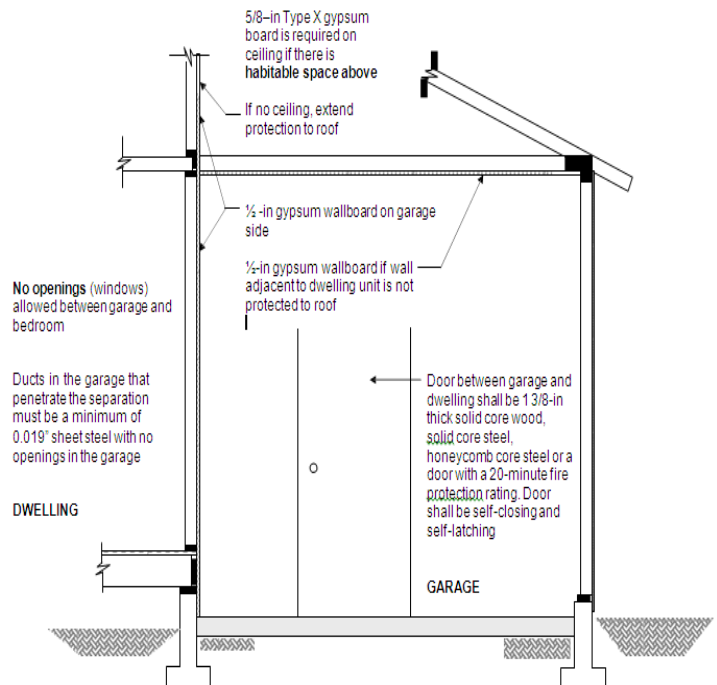 5/8–in Type X gypsum
board is required on
ceiling if there is
habitable space above
If no ceiling, extend
protection to roof
½ -in gypsum wallboard on garage
side
½-in gypsum wallboard if wall
adjacent to dwelling unit is not
protected to roof
No openings (windows)
allowed between garage and
bedroom
Ducts in the garage that
penetrate the separation
must be a minimum of
0.019" sheet steel with no
openings in the garage
DWELLING
Door between garage and
dwelling shall be 1 3/8-in
thick solid core wood,
solid core steel,
honeycomb core steel or a
door with a 20-minute fire
protection rating. Door
shall be self-closing and
self-latching
GARAGE